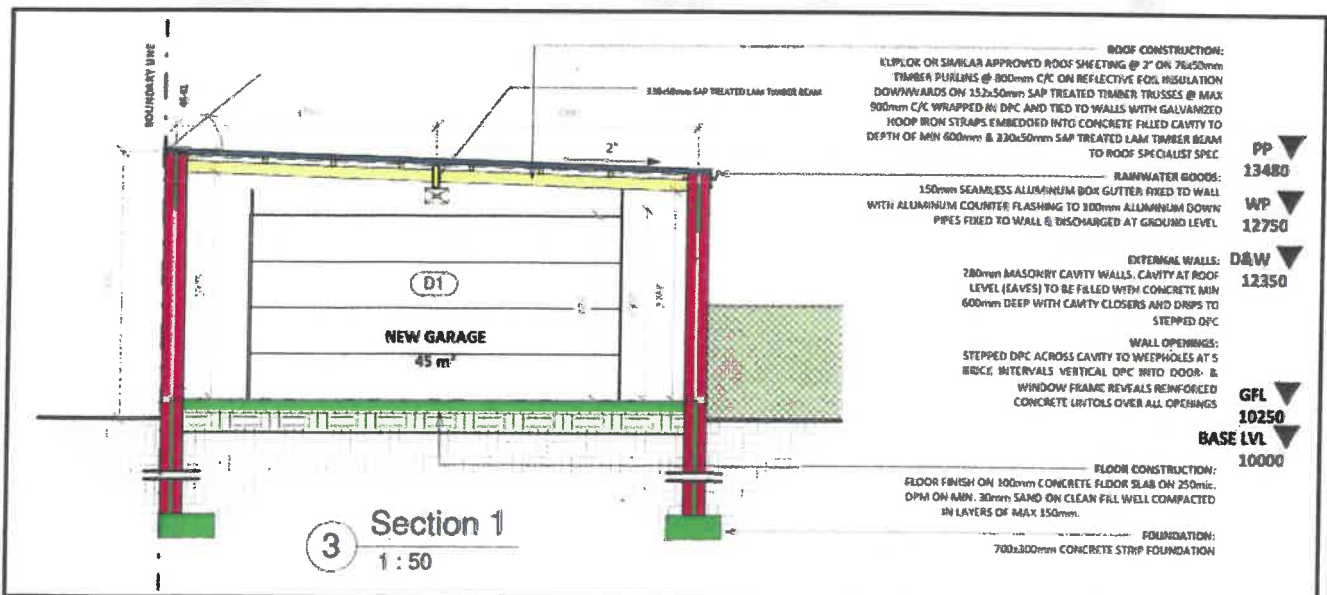 BOUNDARY LINE
330x50mm SAP TREATED LAM TIMBER BEAM
2°
D1
NEW GARAGE
45 m²
3
Section 1
1 : 50
ROOF CONSTRUCTION:
KLIPLOK OR SIMILAR APPROVED ROOF SHEETING @ 2° ON 76x50mm
TIMBER PURLINS @ 800mm C/C ON REFLECTIVE FOIL INSULATION
DOWNWARDS ON 152x50mm SAP TREATED TIMBER TRUSSES @ MAX
900mm C/C WRAPPED IN DPC AND TIED TO WALLS WITH GALVANIZED
HOOP IRON STRAPS EMBEDDED INTO CONCRETE FILLED CAVITY TO
DEPTH OF MIN 600mm & 330x50mm SAP TREATED LAM TIMBER BEAM
TO ROOF SPECIALIST SPEC
RAINWATER GOODS:
150mm SEAMLESS ALUMINUM BOX GUTTER FIXED TO WALL
WITH ALUMINUM COUNTER FLASHING TO 100mm ALUMINUM DOWN
PIPES FIXED TO WALL & DISCHARGED AT GROUND LEVEL
EXTERNAL WALLS:
280mm MASONRY CAVITY WALLS. CAVITY AT ROOF
LEVEL (EAVES) TO BE FILLED WITH CONCRETE MIN
600mm DEEP WITH CAVITY CLOSERS AND DRIPS TO
STEPPED DPC
WALL OPENINGS:
STEPPED DPC ACROSS CAVITY TO WEEPHOLES AT 5
BRICK INTERVALS VERTICAL DPC INTO DOOR- &
WINDOW FRAME REVEALS REINFORCED
CONCRETE LINTOLS OVER ALL OPENINGS
FLOOR CONSTRUCTION:
FLOOR FINISH ON 100mm CONCRETE FLOOR SLAB ON 250mic.
DPM ON MIN. 30mm SAND ON CLEAN FILL WELL COMPACTED
IN LAYERS OF MAX 150mm.
FOUNDATION:
700x300mm CONCRETE STRIP FOUNDATION
PP
13480
WP
12750
D&W
12350
GFL
10250
BASE LVL
10000